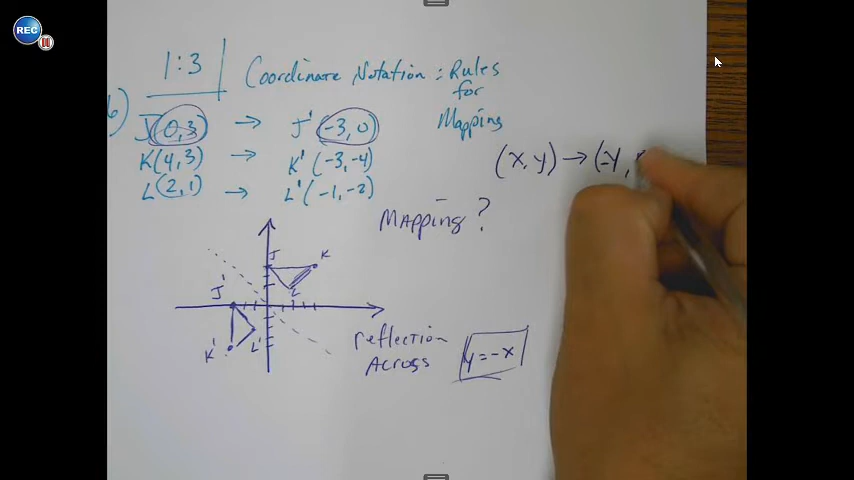 REC
1:3
Coordinate Notation: Rules
for
Mapping
6)
J(0,3) → J'(-3,0)
K(4,3) → K'(-3,-4)
L(2,1) → L'(-1,-2)
(x,y) → (-y,
Mapping?
J
K
L
J'
K'
L'
reflection
Across
y=-x